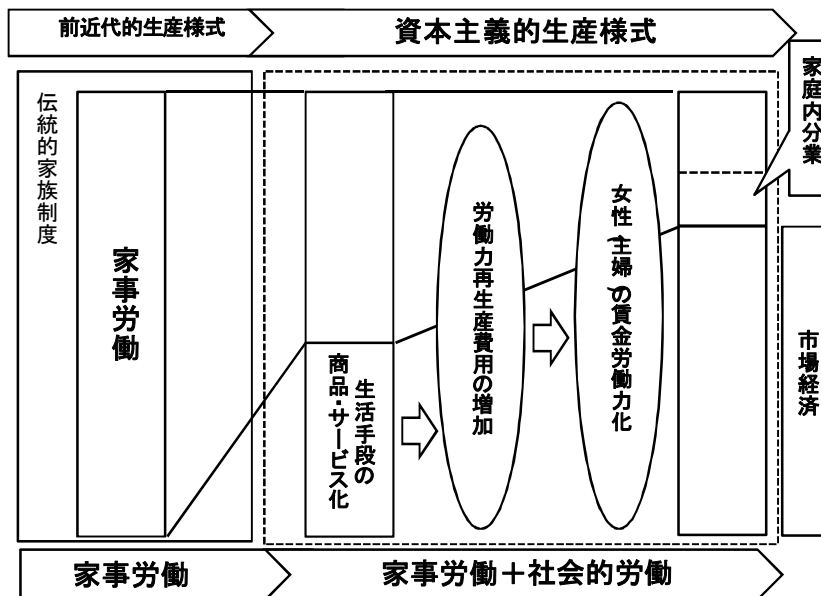 前近代的生産様式
資本主義的生産様式
伝統的家族制度
家事労働
生活手段の
商品・サービス化
労働力再生産費用の増加
女性(主婦)の賃金労働力化
家庭内分業
市場経済
家事労働
家事労働＋社会的労働